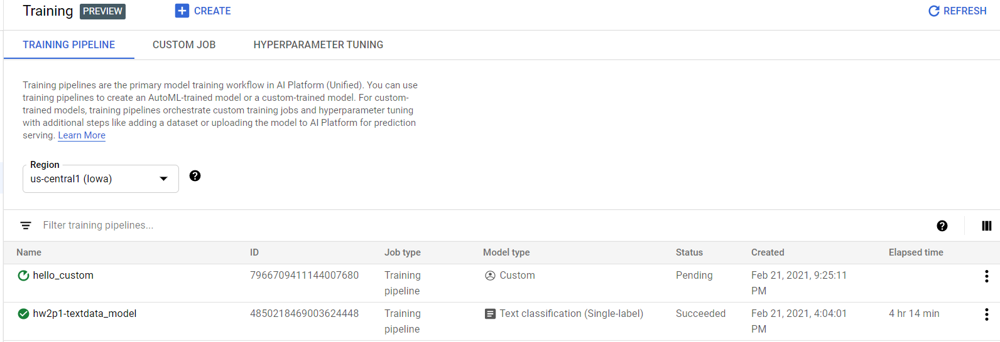 Training PREVIEW CREATE REFRESH
TRAINING PIPELINE CUSTOM JOB HYPERPARAMETER TUNING
Training pipelines are the primary model training workflow in AI Platform (Unified). You can use
training pipelines to create an AutoML-trained model or a custom-trained model. For custom-
trained models, training pipelines orchestrate custom training jobs and hyperparameter tuning
with additional steps like adding a dataset or uploading the model to AI Platform for prediction
serving. Learn More
Region
us-central1 (Iowa)
Filter training pipelines...
Name ID Job type Model type Status Created Elapsed time
hello_custom 7966709411144007680 Training Custom Pending Feb 21, 2021, 9:25:11
pipeline PM
hw2p1-textdata_model 4850218469003624448 Training Text classification (Single-label) Succeeded Feb 21, 2021, 4:04:01 4 hr 14 min
pipeline PM